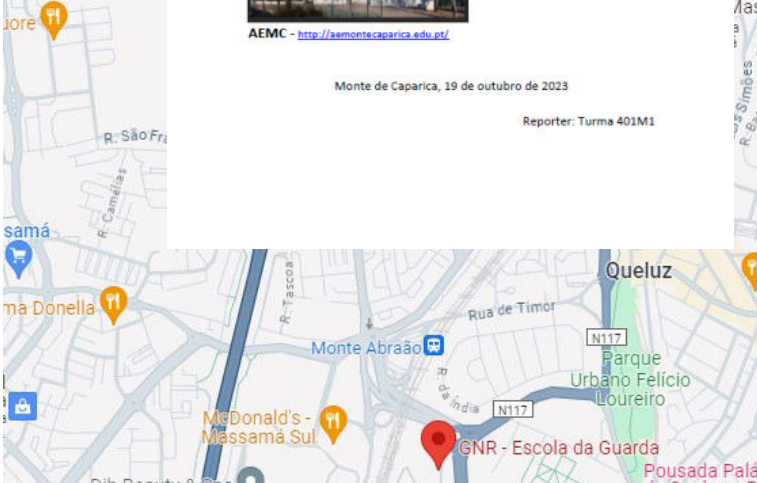 AEMC - http://aemontecaparica.edu.pt/
Monte de Caparica, 19 de outubro de 2023
Reporter: Turma 401M1
R. São Fra
R. Camélias
Simões
R. Ba
samá
Queluz
R. Tascoa
ma Donella
Rua de Timor
Monte Abraão
N117
Parque
Urbano Felício
Loureiro
R. da Índia
N117
McDonald's -
Massamá Sul
GNR - Escola da Guarda
Pousada Palá